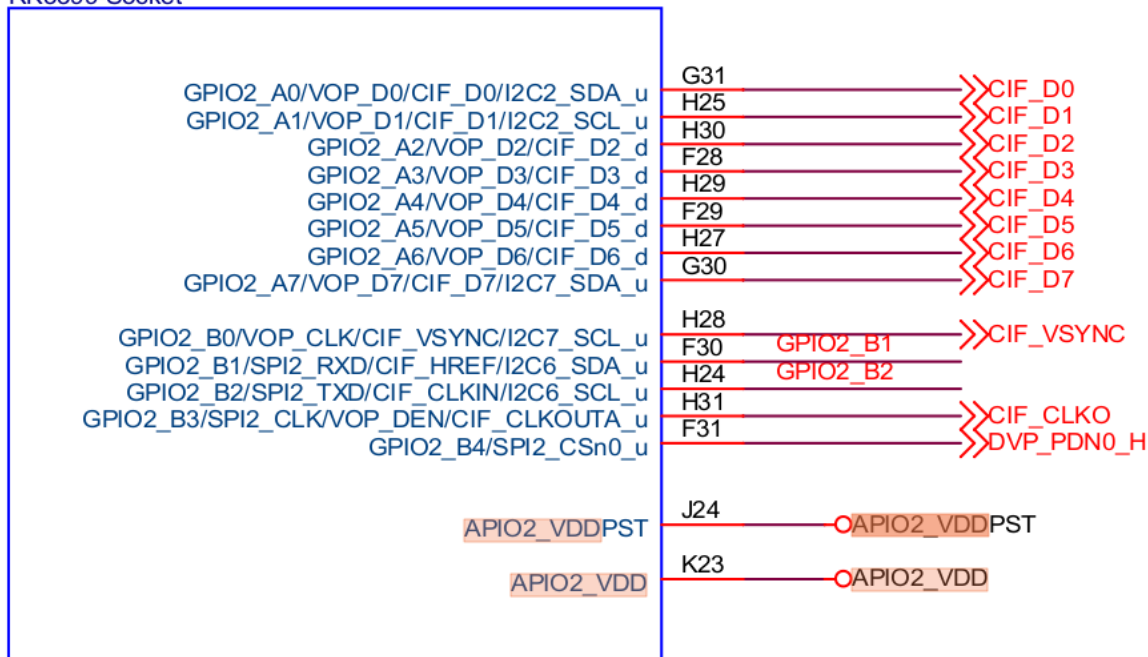 GPIO2_A0/VOP_D0/CIF_D0/I2C2_SDA_u G31 CIF_D0
GPIO2_A1/VOP_D1/CIF_D1/I2C2_SCL_u H25 CIF_D1
GPIO2_A2/VOP_D2/CIF_D2_d H30 CIF_D2
GPIO2_A3/VOP_D3/CIF_D3_d F28 CIF_D3
GPIO2_A4/VOP_D4/CIF_D4_d H29 CIF_D4
GPIO2_A5/VOP_D5/CIF_D5_d F29 CIF_D5
GPIO2_A6/VOP_D6/CIF_D6_d H27 CIF_D6
GPIO2_A7/VOP_D7/CIF_D7/I2C7_SDA_u G30 CIF_D7
GPIO2_B0/VOP_CLK/CIF_VSYNC/I2C7_SCL_u H28 CIF_VSYNC
GPIO2_B1/SPI2_RXD/CIF_HREF/I2C6_SDA_u F30 GPIO2_B1
GPIO2_B2/SPI2_TXD/CIF_CLKIN/I2C6_SCL_u H24 GPIO2_B2
GPIO2_B3/SPI2_CLK/VOP_DEN/CIF_CLKOUTA_u H31 CIF_CLKO
GPIO2_B4/SPI2_CSn0_u F31 DVP_PDN0_H
APIO2_VDDPST J24 APIO2_VDDPST
APIO2_VDD K23 APIO2_VDD